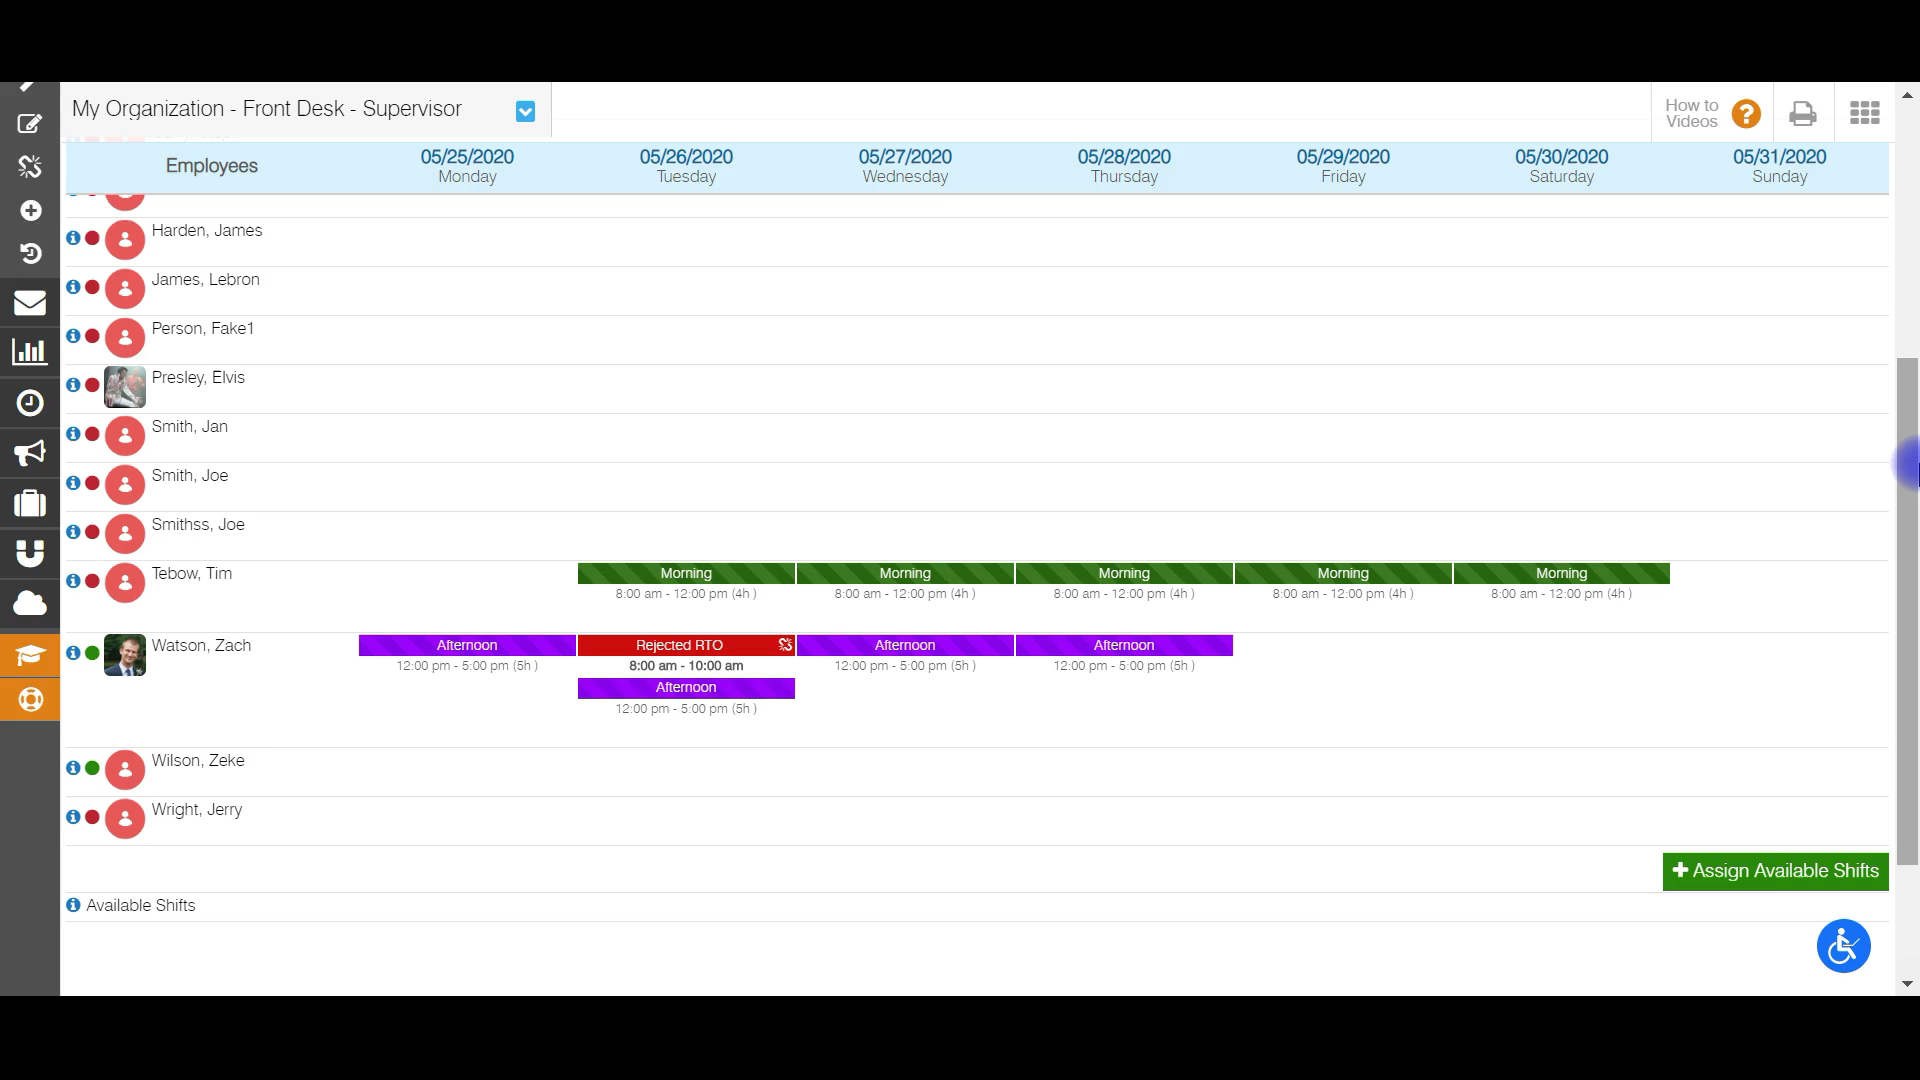 My Organization - Front Desk - Supervisor
How to
Videos
?
Employees
05/25/2020
Monday
05/26/2020
Tuesday
05/27/2020
Wednesday
05/28/2020
Thursday
05/29/2020
Friday
05/30/2020
Saturday
05/31/2020
Sunday
Harden, James
James, Lebron
Person, Fake1
Presley, Elvis
Smith, Jan
Smith, Joe
Smithss, Joe
Tebow, Tim
Morning
8:00 am - 12:00 pm (4h )
Morning
8:00 am - 12:00 pm (4h )
Morning
8:00 am - 12:00 pm (4h )
Morning
8:00 am - 12:00 pm (4h )
Morning
8:00 am - 12:00 pm (4h )
Watson, Zach
Afternoon
12:00 pm - 5:00 pm (5h )
Rejected RTO
8:00 am - 10:00 am
Afternoon
12:00 pm - 5:00 pm (5h )
Afternoon
12:00 pm - 5:00 pm (5h )
Afternoon
12:00 pm - 5:00 pm (5h )
Wilson, Zeke
Wright, Jerry
Assign Available Shifts
Available Shifts